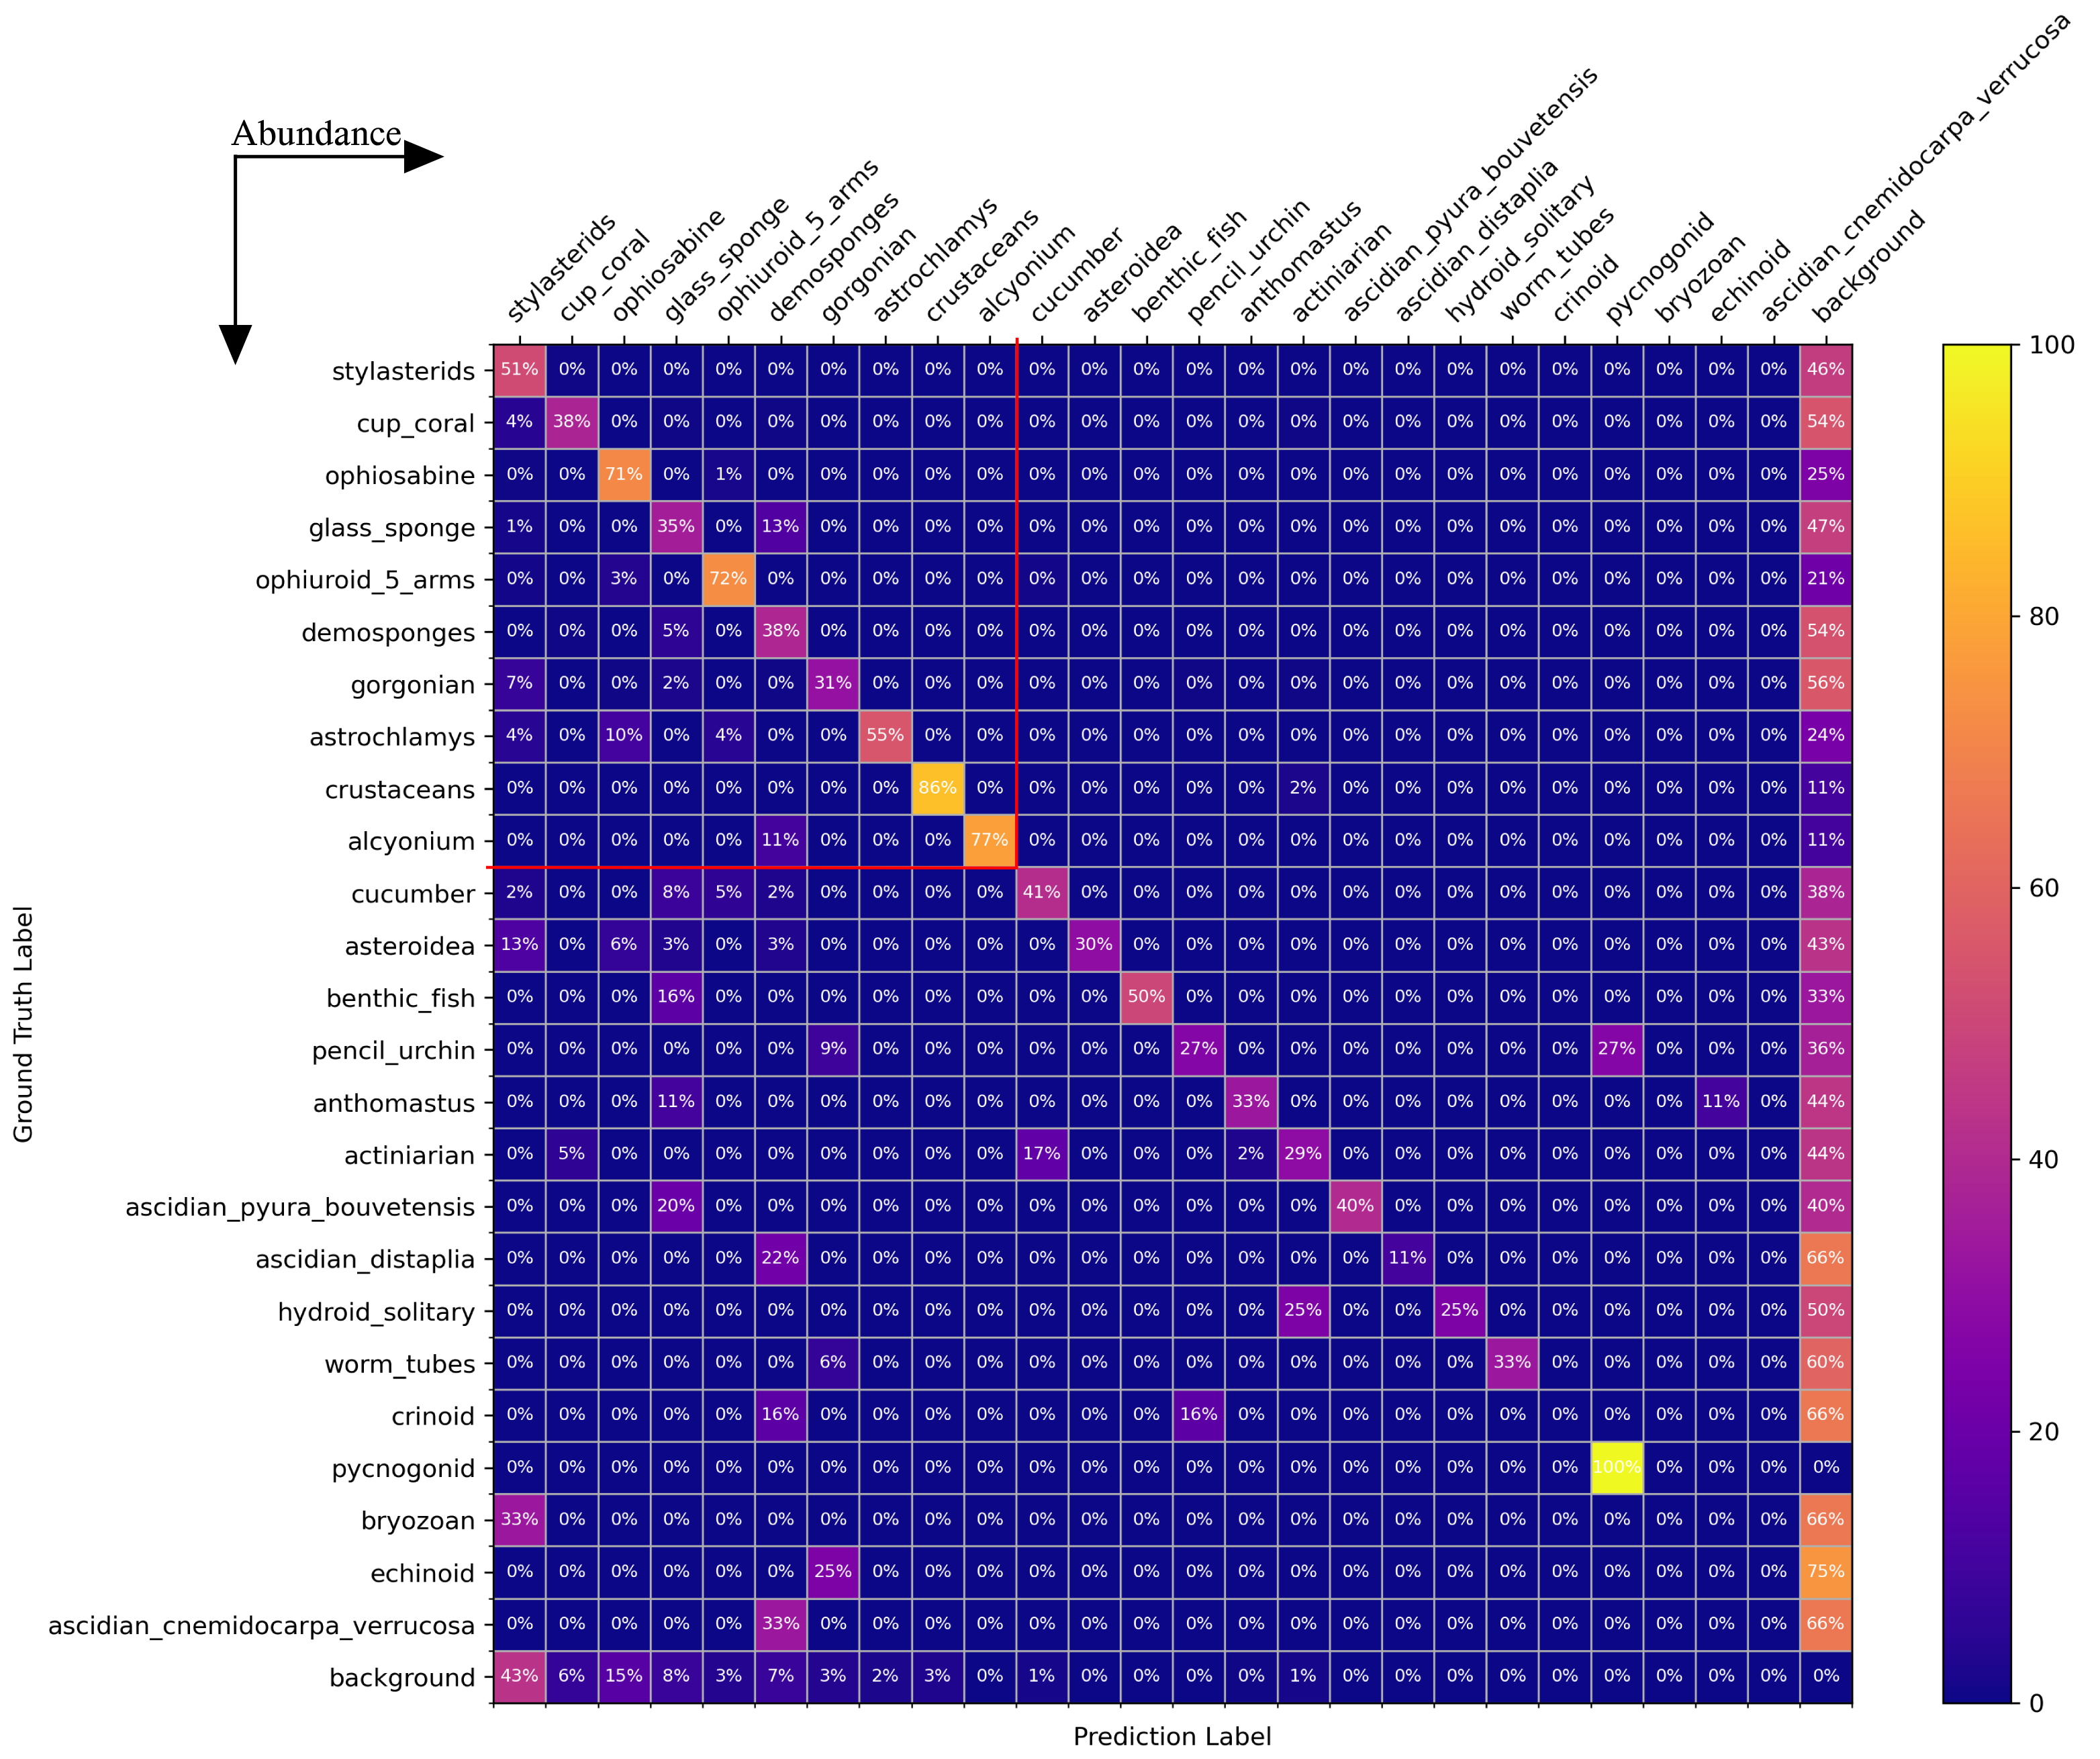 Abundance
stylasterids
cup_coral
ophiosabine
glass_sponge
ophiuroid_5_arms
demosponges
gorgonian
astrochlamys
crustaceans
alcyonium
cucumber
asteroidea
benthic_fish
pencil_urchin
anthomastus
actiniarian
ascidian_pyura_bouvetensis
ascidian_distaplia
hydroid_solitary
worm_tubes
crinoid
pycnogonid
bryozoan
echinoid
ascidian_cnemidocarpa_verrucosa
background
stylasterids 51% 0% 0% 0% 0% 0% 0% 0% 0% 0% 0% 0% 0% 0% 0% 0% 0% 0% 0% 0% 0% 0% 0% 0% 0% 46%
cup_coral 4% 38% 0% 0% 0% 0% 0% 0% 0% 0% 0% 0% 0% 0% 0% 0% 0% 0% 0% 0% 0% 0% 0% 0% 0% 54%
ophiosabine 0% 0% 71% 0% 1% 0% 0% 0% 0% 0% 0% 0% 0% 0% 0% 0% 0% 0% 0% 0% 0% 0% 0% 0% 0% 25%
glass_sponge 1% 0% 0% 35% 0% 13% 0% 0% 0% 0% 0% 0% 0% 0% 0% 0% 0% 0% 0% 0% 0% 0% 0% 0% 0% 47%
ophiuroid_5_arms 0% 0% 3% 0% 72% 0% 0% 0% 0% 0% 0% 0% 0% 0% 0% 0% 0% 0% 0% 0% 0% 0% 0% 0% 0% 21%
demosponges 0% 0% 0% 5% 0% 38% 0% 0% 0% 0% 0% 0% 0% 0% 0% 0% 0% 0% 0% 0% 0% 0% 0% 0% 0% 54%
gorgonian 7% 0% 0% 2% 0% 0% 31% 0% 0% 0% 0% 0% 0% 0% 0% 0% 0% 0% 0% 0% 0% 0% 0% 0% 0% 56%
astrochlamys 4% 0% 10% 0% 4% 0% 0% 55% 0% 0% 0% 0% 0% 0% 0% 0% 0% 0% 0% 0% 0% 0% 0% 0% 0% 24%
crustaceans 0% 0% 0% 0% 0% 0% 0% 0% 86% 0% 0% 0% 0% 0% 0% 2% 0% 0% 0% 0% 0% 0% 0% 0% 0% 11%
alcyonium 0% 0% 0% 0% 0% 11% 0% 0% 0% 77% 0% 0% 0% 0% 0% 0% 0% 0% 0% 0% 0% 0% 0% 0% 0% 11%
cucumber 2% 0% 0% 8% 5% 2% 0% 0% 0% 0% 41% 0% 0% 0% 0% 0% 0% 0% 0% 0% 0% 0% 0% 0% 0% 38%
asteroidea 13% 0% 6% 3% 0% 3% 0% 0% 0% 0% 0% 30% 0% 0% 0% 0% 0% 0% 0% 0% 0% 0% 0% 0% 0% 43%
benthic_fish 0% 0% 0% 16% 0% 0% 0% 0% 0% 0% 0% 0% 50% 0% 0% 0% 0% 0% 0% 0% 0% 0% 0% 0% 0% 33%
pencil_urchin 0% 0% 0% 0% 0% 0% 9% 0% 0% 0% 0% 0% 0% 27% 0% 0% 0% 0% 0% 0% 0% 27% 0% 0% 0% 36%
anthomastus 0% 0% 0% 11% 0% 0% 0% 0% 0% 0% 0% 0% 0% 0% 33% 0% 0% 0% 0% 0% 0% 0% 0% 11% 0% 44%
actiniarian 0% 5% 0% 0% 0% 0% 0% 0% 0% 0% 17% 0% 0% 0% 2% 29% 0% 0% 0% 0% 0% 0% 0% 0% 0% 44%
ascidian_pyura_bouvetensis 0% 0% 0% 20% 0% 0% 0% 0% 0% 0% 0% 0% 0% 0% 0% 0% 40% 0% 0% 0% 0% 0% 0% 0% 0% 40%
ascidian_distaplia 0% 0% 0% 0% 0% 22% 0% 0% 0% 0% 0% 0% 0% 0% 0% 0% 0% 11% 0% 0% 0% 0% 0% 0% 0% 66%
hydroid_solitary 0% 0% 0% 0% 0% 0% 0% 0% 0% 0% 0% 0% 0% 0% 0% 25% 0% 0% 25% 0% 0% 0% 0% 0% 0% 50%
worm_tubes 0% 0% 0% 0% 0% 0% 6% 0% 0% 0% 0% 0% 0% 0% 0% 0% 0% 0% 0% 33% 0% 0% 0% 0% 0% 60%
crinoid 0% 0% 0% 0% 0% 16% 0% 0% 0% 0% 0% 0% 0% 16% 0% 0% 0% 0% 0% 0% 0% 0% 0% 0% 0% 66%
pycnogonid 0% 0% 0% 0% 0% 0% 0% 0% 0% 0% 0% 0% 0% 0% 0% 0% 0% 0% 0% 0% 0% 100% 0% 0% 0% 0%
bryozoan 33% 0% 0% 0% 0% 0% 0% 0% 0% 0% 0% 0% 0% 0% 0% 0% 0% 0% 0% 0% 0% 0% 0% 0% 0% 66%
echinoid 0% 0% 0% 0% 0% 0% 25% 0% 0% 0% 0% 0% 0% 0% 0% 0% 0% 0% 0% 0% 0% 0% 0% 0% 0% 75%
ascidian_cnemidocarpa_verrucosa 0% 0% 0% 0% 0% 33% 0% 0% 0% 0% 0% 0% 0% 0% 0% 0% 0% 0% 0% 0% 0% 0% 0% 0% 0% 66%
background 43% 6% 15% 8% 3% 7% 3% 2% 3% 0% 1% 0% 0% 0% 0% 1% 0% 0% 0% 0% 0% 0% 0% 0% 0% 0%
Ground Truth Label
Prediction Label
100
80
60
40
20
0